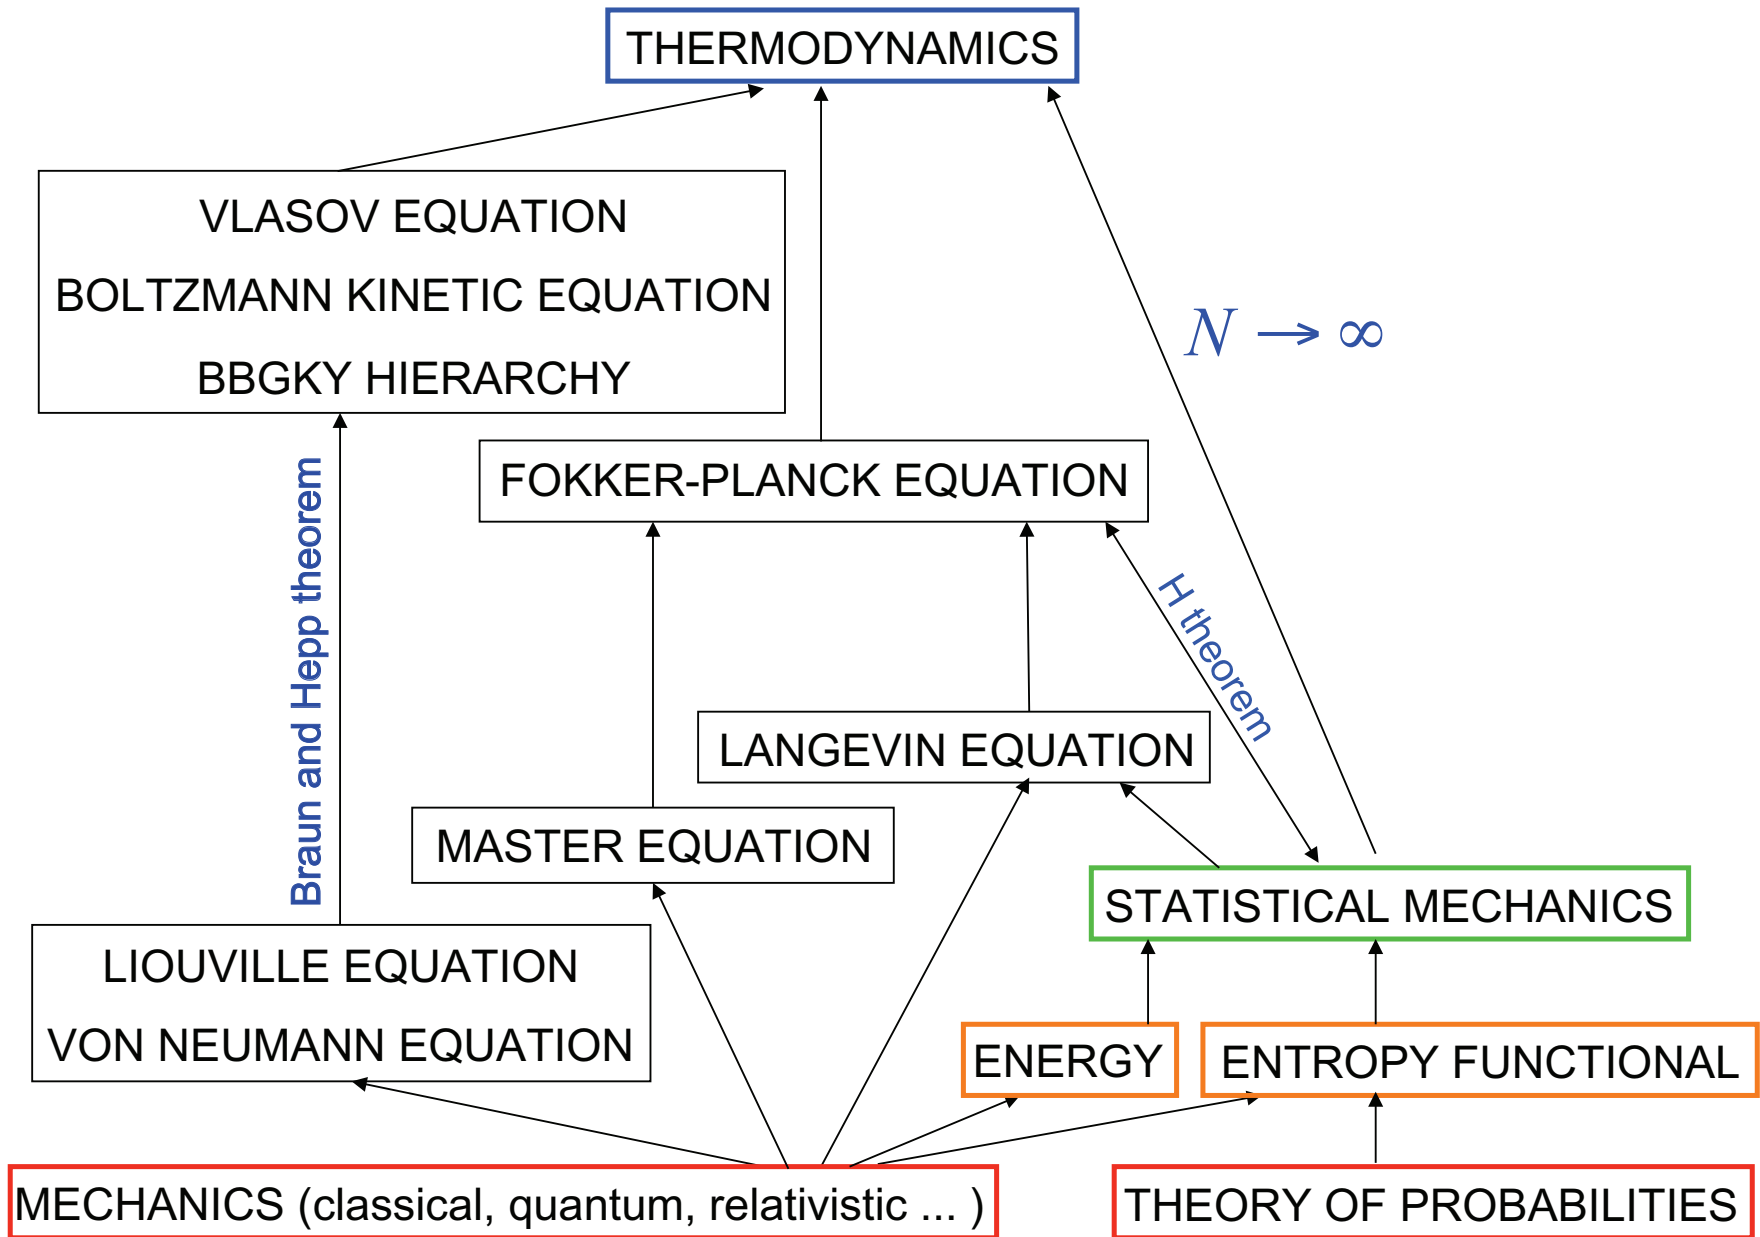 THERMODYNAMICS
VLASOV EQUATION
BOLTZMANN KINETIC EQUATION
BBGKY HIERARCHY
N → ∞
FOKKER-PLANCK EQUATION
Braun and Hepp theorem
H theorem
LANGEVIN EQUATION
MASTER EQUATION
STATISTICAL MECHANICS
LIOUVILLE EQUATION
VON NEUMANN EQUATION
ENERGY
ENTROPY FUNCTIONAL
MECHANICS (classical, quantum, relativistic ... )
THEORY OF PROBABILITIES